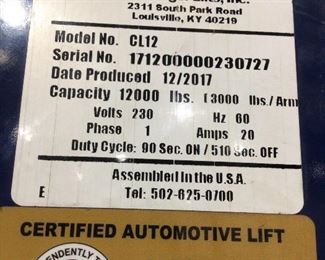 2311 South Park Road
Louisville, KY 40219
Model No. CL12
Serial No. 171200000230727
Date Produced 12/2017
Capacity 12000 lbs. (3000 lbs./Arm
Volts 230 Hz 60
Phase 1 Amps 20
Duty Cycle: 90 Sec. ON / 510 Sec. OFF
Assembled in the U.S.A.
E Tel: 502-625-0700
CERTIFIED AUTOMOTIVE LIFT